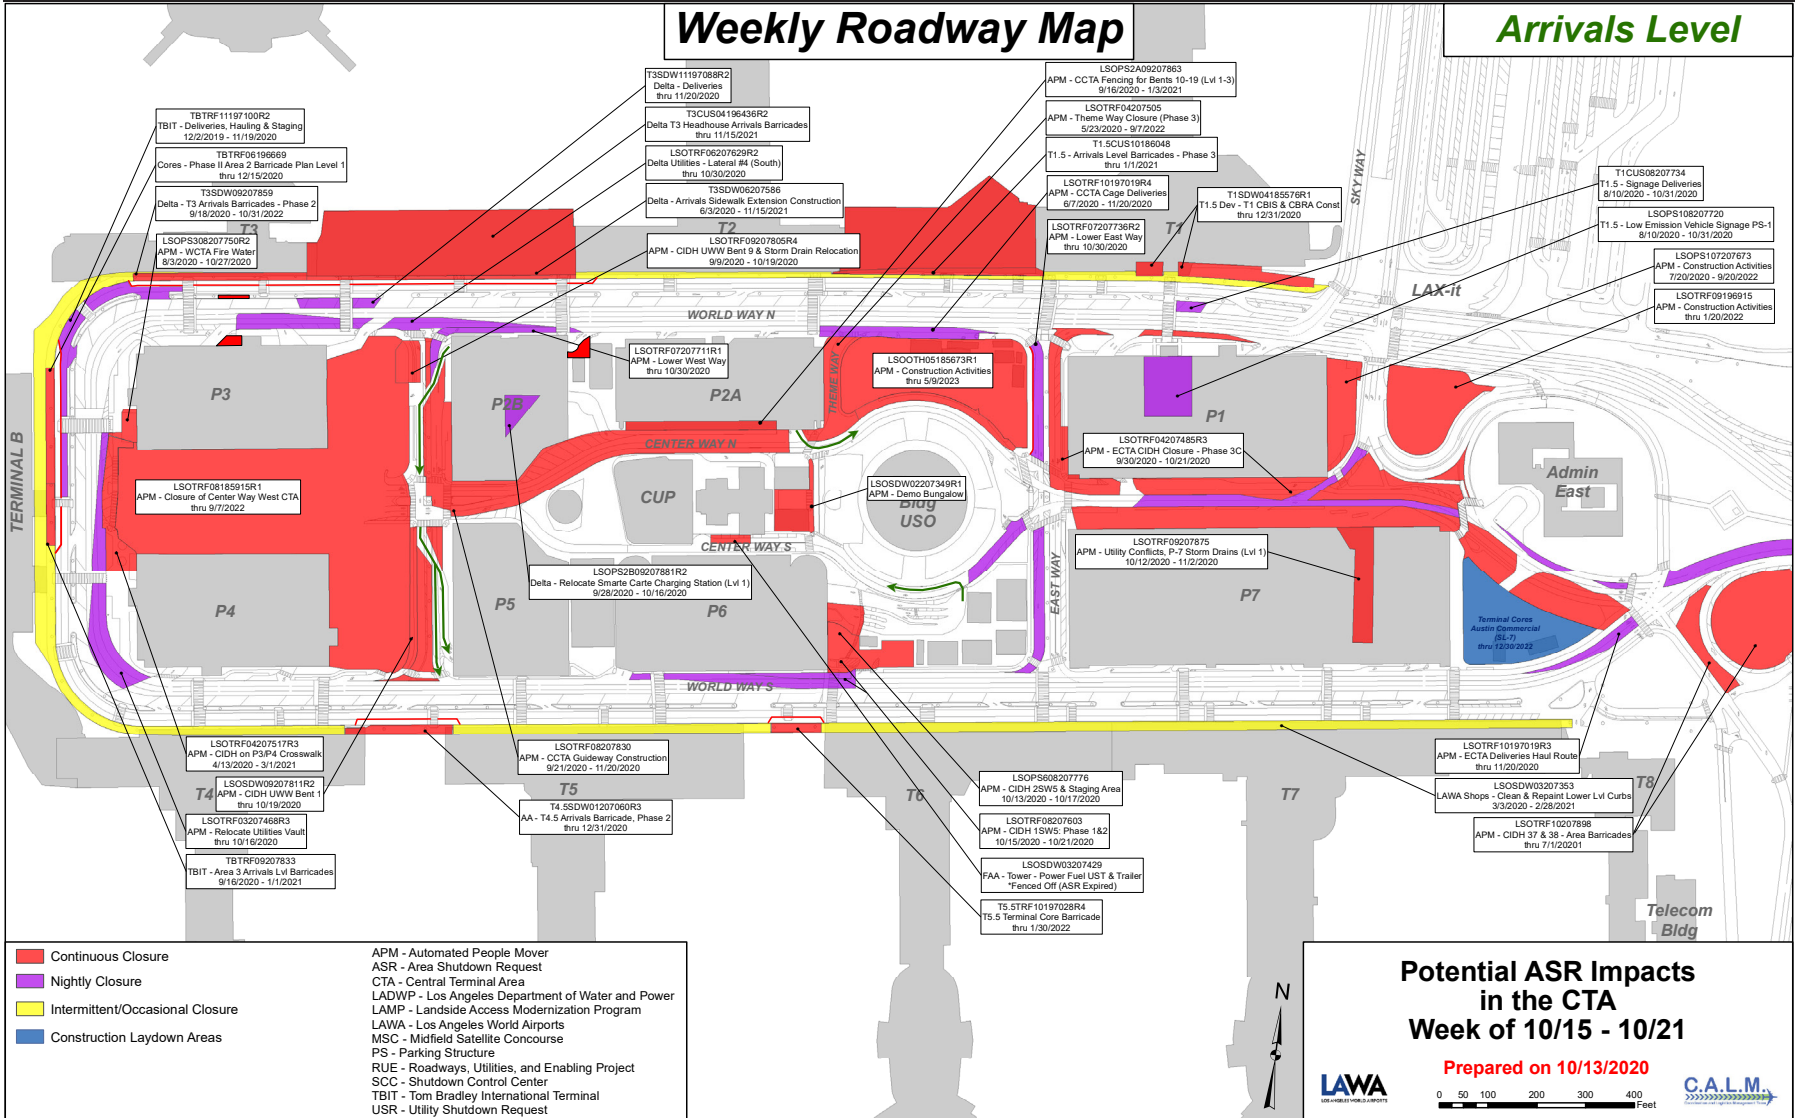 Weekly Roadway Map
Arrivals Level
TBTRF11197100R2
TBIT - Deliveries, Hauling & Staging
12/2/2019 - 11/19/2020
TBTRF06196669
Cores - Phase II Area 2 Barricade Plan Level 1
thru 12/15/2020
T3SDW09207859
Delta - T3 Arrivals Barricades - Phase 2
9/18/2020 - 10/31/2022
LSOPS308207750R2
APM - WCTA Fire Water
8/3/2020 - 10/27/2020
T3SDW11197088R2
Delta - Deliveries
thru 11/20/2020
T3CUS04196436R2
Delta T3 Headhouse Arrivals Barricades
thru 11/15/2021
LSOTRF06207629R2
Delta Utilities - Lateral #4 (South)
thru 10/30/2020
T3SDW06207586
Delta - Arrivals Sidewalk Extension Construction
6/3/2020 - 11/15/2021
LSOTRF09207805R4
APM - CIDH UWW Bent 9 & Storm Drain Relocation
9/9/2020 - 10/19/2020
LSOPS2A09207863
APM - CCTA Fencing for Bents 10-19 (Lvl 1-3)
9/16/2020 - 1/3/2021
LSOTRF04207505
APM - Theme Way Closure (Phase 3)
5/23/2020 - 9/7/2022
T1.5CUS10186048
T1.5 - Arrivals Level Barricades - Phase 3
thru 1/1/2021
LSOTRF10197019R4
APM - CCTA Cage Deliveries
6/7/2020 - 11/20/2020
LSOTRF07207736R2
APM - Lower East Way
thru 10/30/2020
T1SDW04185576R1
T1.5 Dev - T1 CBIS & CBRA Const
thru 12/31/2020
T1CUS08207734
T1.5 - Signage Deliveries
8/10/2020 - 10/31/2020
LSOPS108207720
T1.5 - Low Emission Vehicle Signage PS-1
8/10/2020 - 10/31/2020
LSOPS107207673
APM - Construction Activities
7/20/2020 - 9/20/2022
LSOTRF09196915
APM - Construction Activities
thru 1/20/2022
T3
T2
T1
SKY WAY
LAX-it
WORLD WAY N
LSOTRF07207711R1
APM - Lower West Way
thru 10/30/2020
LSOOTH05185673R1
APM - Construction Activities
thru 5/9/2023
THEME WAY
P3
P2B
P2A
P1
CENTER WAY N
LSOTRF04207485R3
APM - ECTA CIDH Closure - Phase 3C
9/30/2020 - 10/21/2020
TERMINAL B
LSOTRF08185915R1
APM - Closure of Center Way West CTA
thru 9/7/2022
CUP
LSOSDW02207349R1
APM - Demo Bungalow
Bldg
USO
Admin
East
CENTER WAY S
LSOTRF09207875
APM - Utility Conflicts, P-7 Storm Drains (Lvl 1)
10/12/2020 - 11/2/2020
LSOPS2B09207881R2
Delta - Relocate Smarte Carte Charging Station (Lvl 1)
9/28/2020 - 10/16/2020
EAST WAY
P4
P5
P6
P7
Terminal Cores
Austin Commercial
(SL-7)
thru 12/30/2022
WORLD WAY S
LSOTRF04207517R3
APM - CIDH on P3/P4 Crosswalk
4/13/2020 - 3/1/2021
LSOSDW09207811R2
APM - CIDH UWW Bent 1
thru 10/19/2020
LSOTRF03207468R3
APM - Relocate Utilities Vault
thru 10/16/2020
TBTRF09207833
TBIT - Area 3 Arrivals Lvl Barricades
9/16/2020 - 1/1/2021
LSOTRF08207830
APM - CCTA Guideway Construction
9/21/2020 - 11/20/2020
T4.5SDW01207060R3
AA - T4.5 Arrivals Barricade, Phase 2
thru 12/31/2020
LSOPS608207776
APM - CIDH 2SW5 & Staging Area
10/13/2020 - 10/17/2020
LSOTRF08207603
APM - CIDH 1SW5: Phase 1&2
10/15/2020 - 10/21/2020
LSOSDW03207429
FAA - Tower - Power Fuel UST & Trailer
*Fenced Off (ASR Expired)
T5.5TRF10197028R4
T5.5 Terminal Core Barricade
thru 1/30/2022
LSOTRF10197019R3
APM - ECTA Deliveries Haul Route
thru 11/20/2020
LSOSDW03207353
LAWA Shops - Clean & Repaint Lower Lvl Curbs
3/3/2020 - 2/28/2021
LSOTRF10207898
APM - CIDH 37 & 38 - Area Barricades
thru 7/1/20201
T4
T5
T6
T7
T8
Telecom
Bldg
Continuous Closure
Nightly Closure
Intermittent/Occasional Closure
Construction Laydown Areas
APM - Automated People Mover
ASR - Area Shutdown Request
CTA - Central Terminal Area
LADWP - Los Angeles Department of Water and Power
LAMP - Landside Access Modernization Program
LAWA - Los Angeles World Airports
MSC - Midfield Satellite Concourse
PS - Parking Structure
RUE - Roadways, Utilities, and Enabling Project
SCC - Shutdown Control Center
TBIT - Tom Bradley International Terminal
USR - Utility Shutdown Request
N
Potential ASR Impacts
in the CTA
Week of 10/15 - 10/21
Prepared on 10/13/2020
LAWA
LOS ANGELES WORLD AIRPORTS
0 50 100 200 300 400
Feet
C.A.L.M.